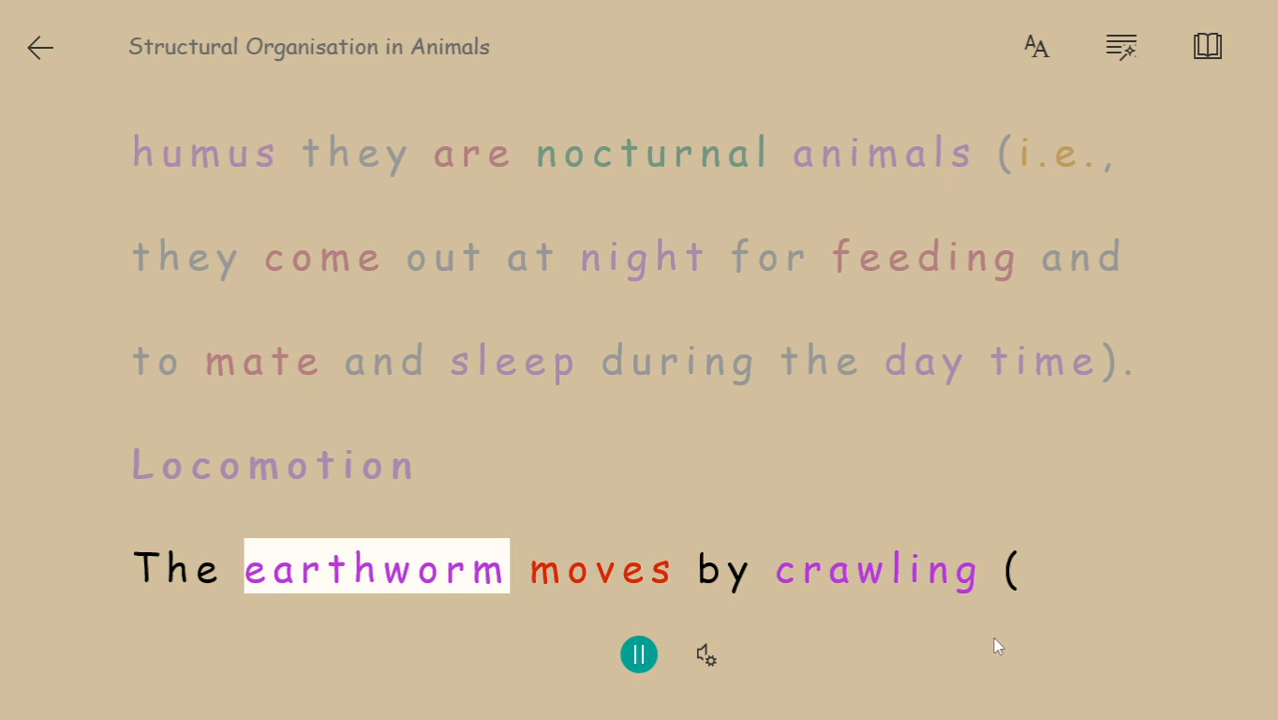 Structural Organisation in Animals
AA
humus they are nocturnal animals (i.e.,
they come out at night for feeding and
to mate and sleep during the day time).
Locomotion
The earthworm moves by crawling (